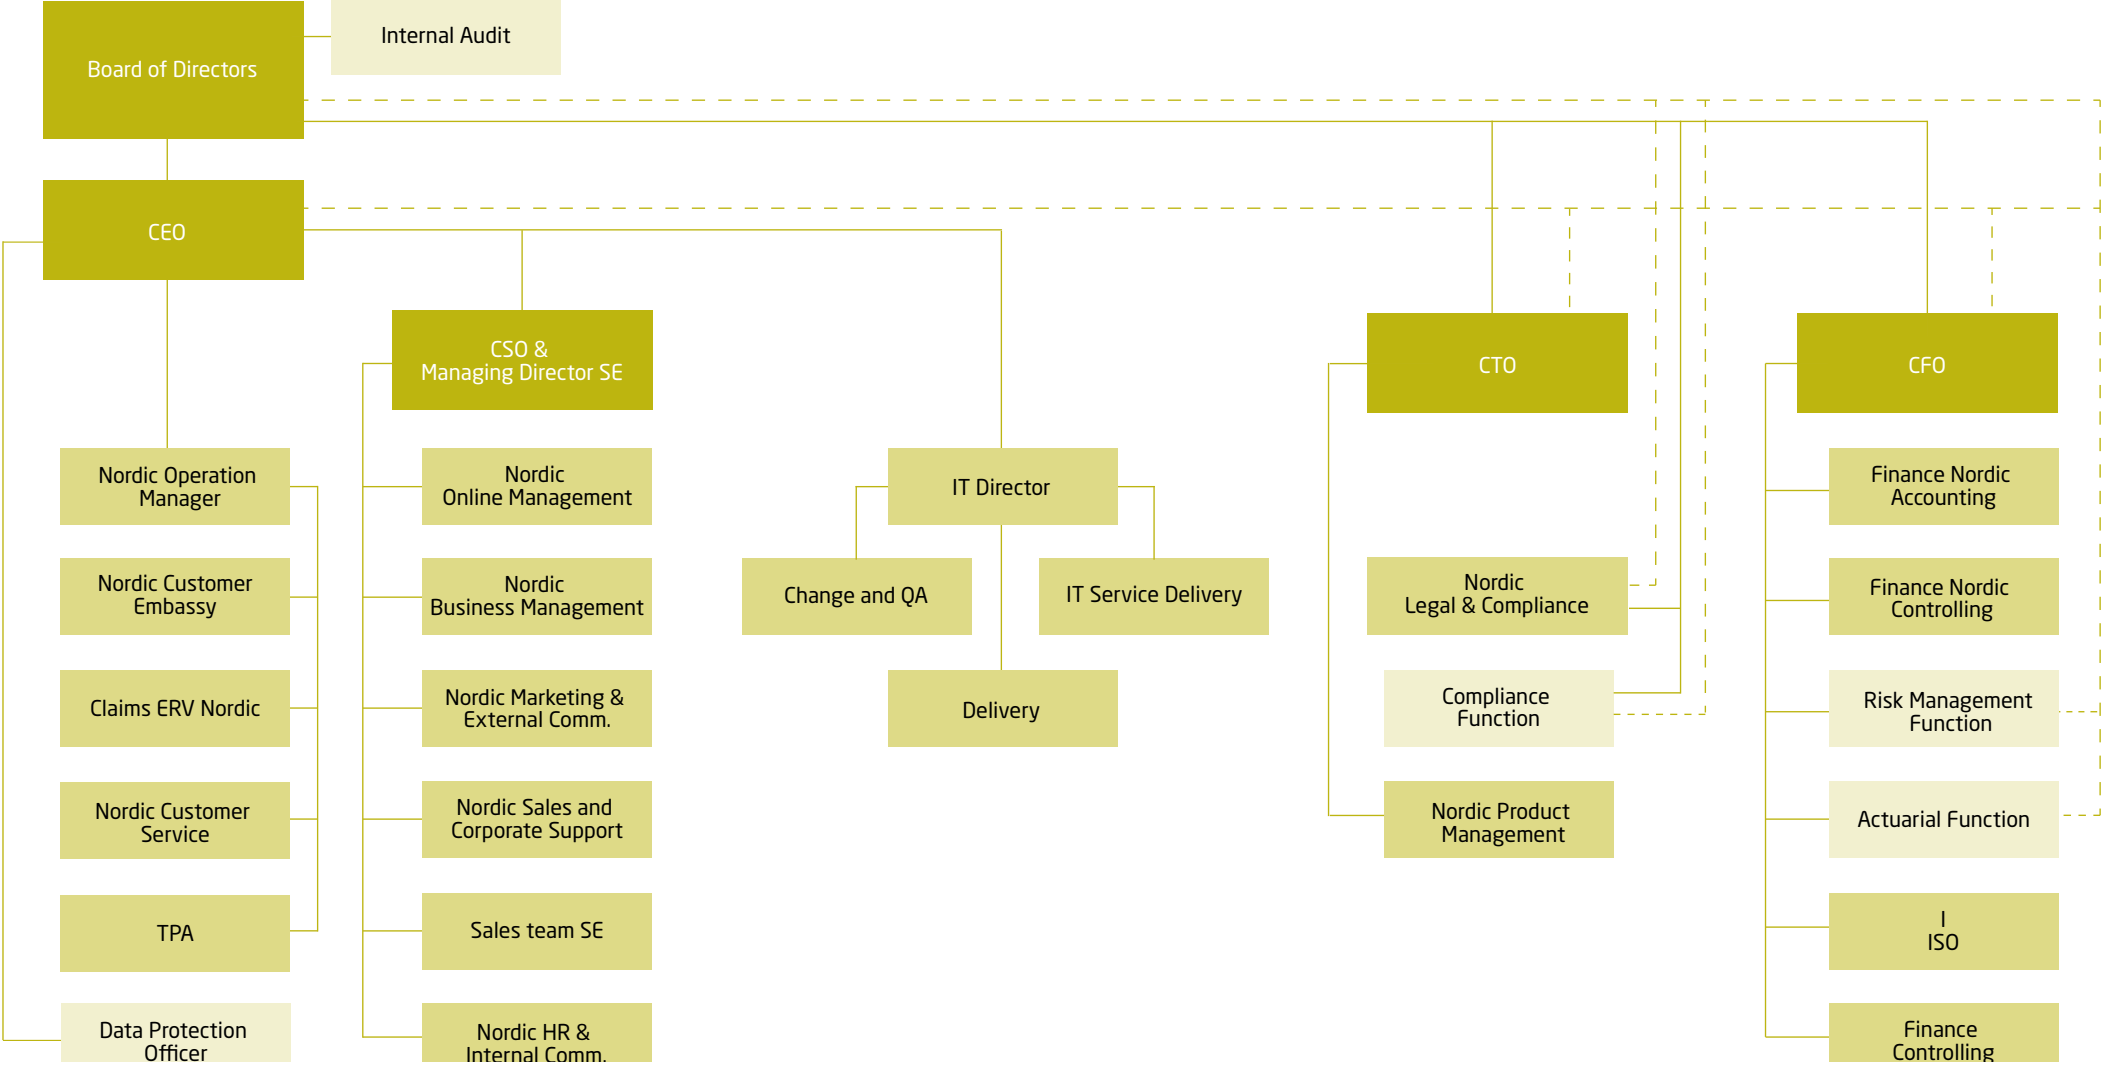 Internal Audit
Board of Directors
CEO
CSO &
Managing Director SE
CTO
CFO
Nordic Operation
Manager
Nordic Customer
Embassy
Claims ERV Nordic
Nordic Customer
Service
TPA
Data Protection
Officer
Nordic
Online Management
Nordic
Business Management
Nordic Marketing &
External Comm.
Nordic Sales and
Corporate Support
Sales team SE
Nordic HR &
Internal Comm.
IT Director
Change and QA
IT Service Delivery
Delivery
Nordic
Legal & Compliance
Compliance
Function
Nordic Product
Management
Finance Nordic
Accounting
Finance Nordic
Controlling
Risk Management
Function
Actuarial Function
I
ISO
Finance
Controlling